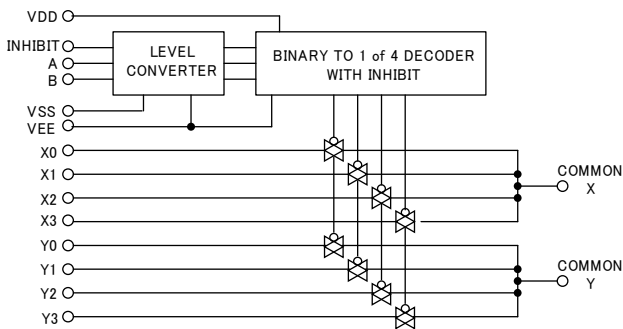 VDD
INHIBIT
A
B
LEVEL
CONVERTER
BINARY TO 1 of 4 DECODER
WITH INHIBIT
VSS
VEE
X0
X1
X2
X3
COMMON
X
Y0
Y1
Y2
Y3
COMMON
Y